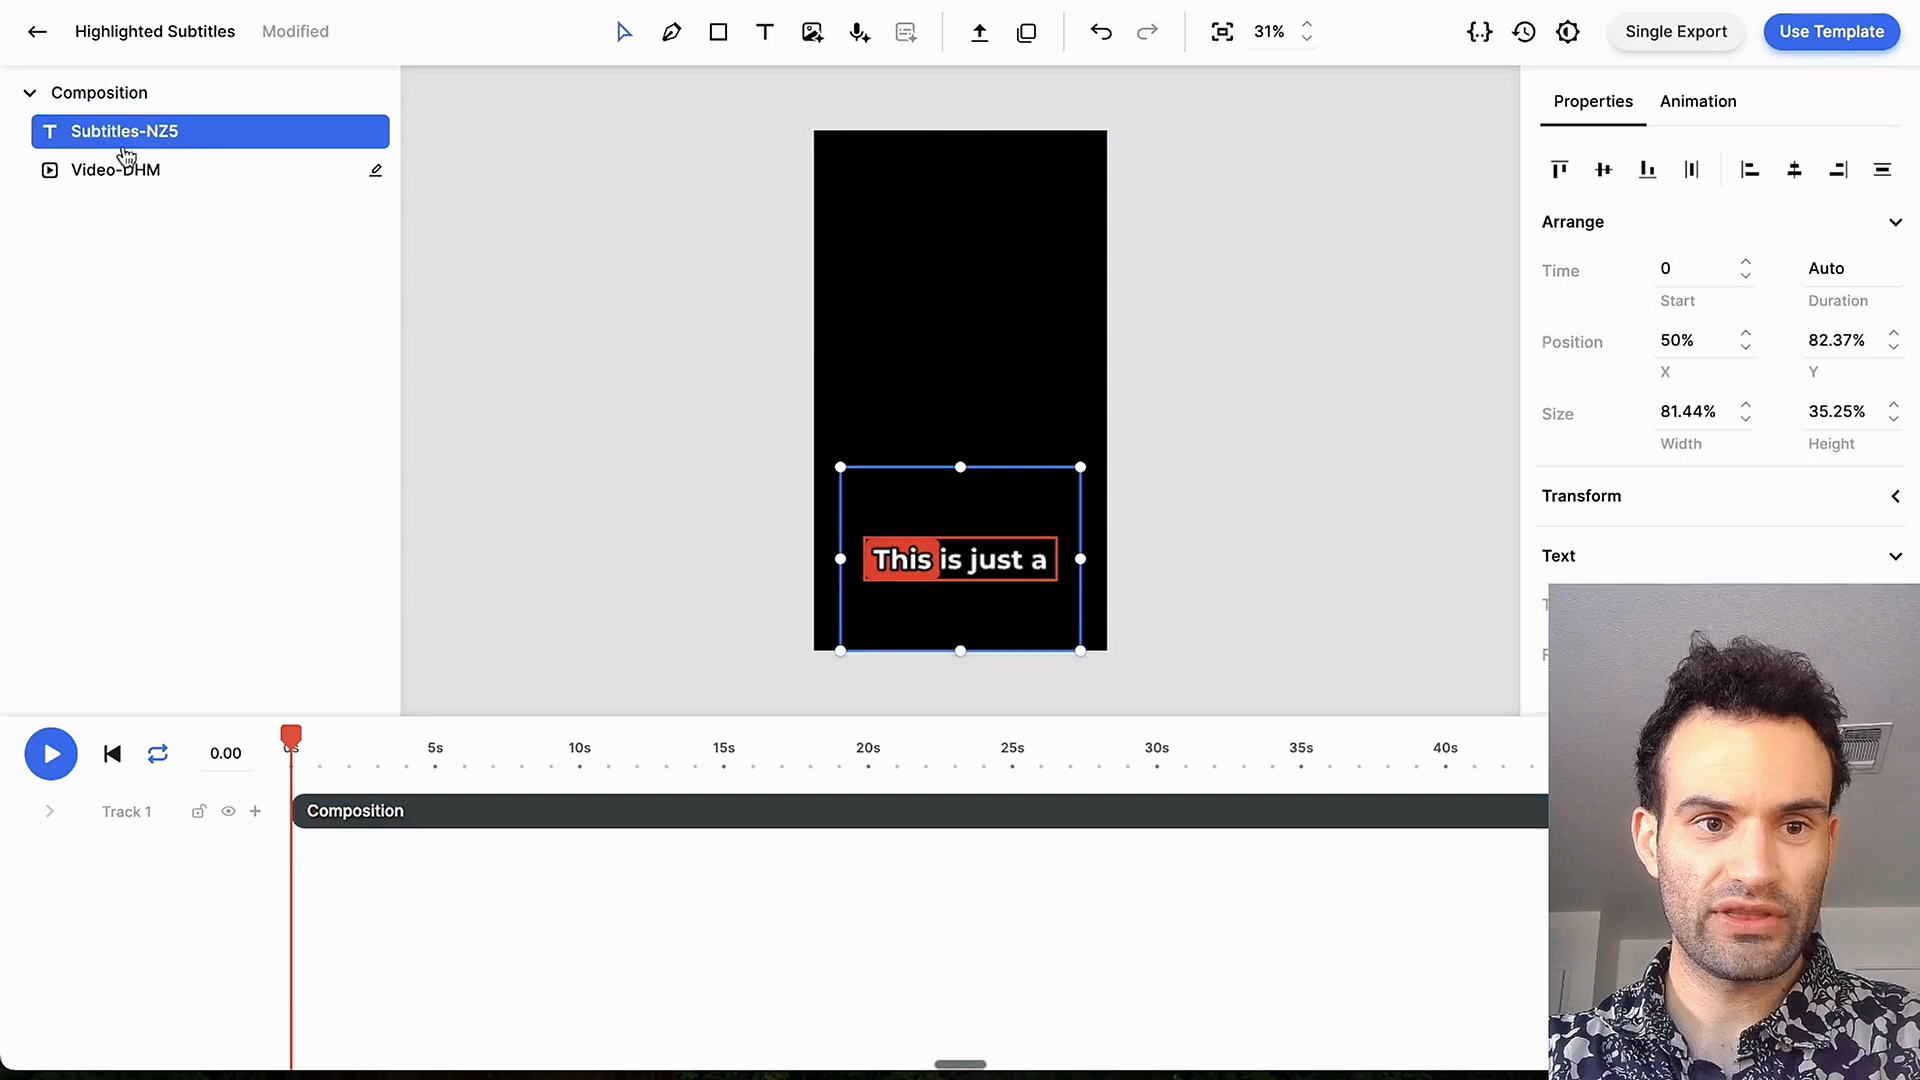 Highlighted Subtitles Modified
31%
Single Export
Use Template
Composition
Subtitles-NZ5
Video-DHM
This is just a
Properties Animation
Arrange
Time 0 Auto
Start Duration
Position 50% 82.37%
X Y
Size 81.44% 35.25%
Width Height
Transform
Text
0.00
0s 5s 10s 15s 20s 25s 30s 35s 40s
Track 1
Composition